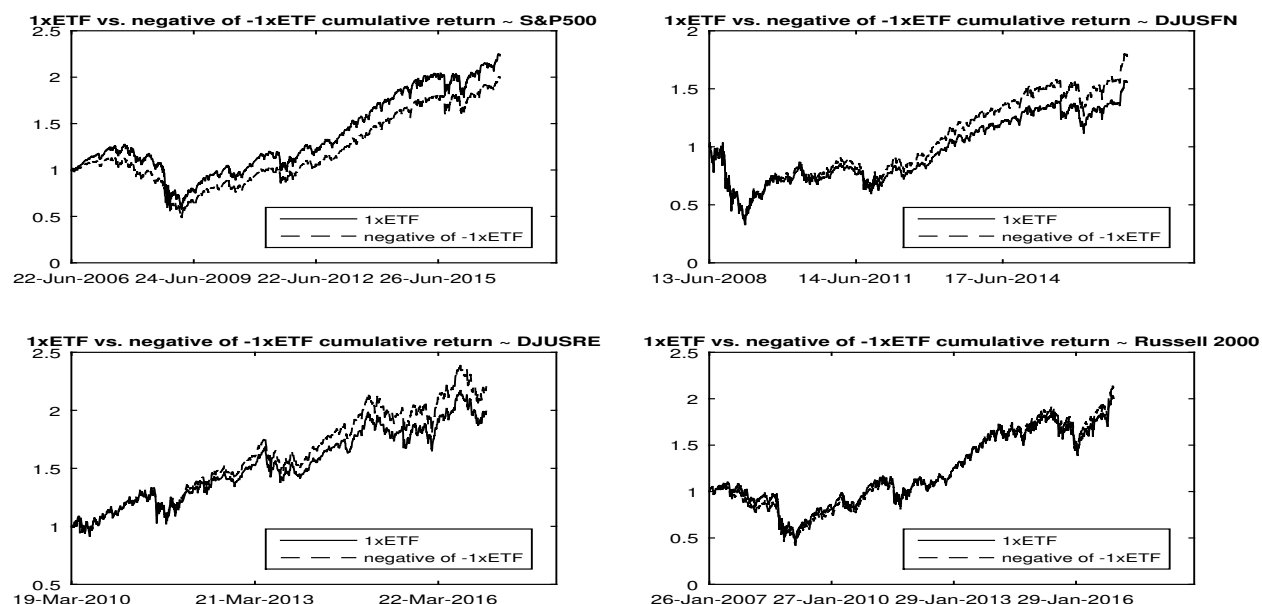 1xETF vs. negative of -1xETF cumulative return ~ S&P500
2.5
2
1.5
1
0.5
0
1xETF
negative of -1xETF
22-Jun-2006 24-Jun-2009 22-Jun-2012 26-Jun-2015
1xETF vs. negative of -1xETF cumulative return ~ DJUSFN
2
1.5
1
0.5
0
1xETF
negative of -1xETF
13-Jun-2008 14-Jun-2011 17-Jun-2014
1xETF vs. negative of -1xETF cumulative return ~ DJUSRE
2.5
2
1.5
1
0.5
1xETF
negative of -1xETF
19-Mar-2010 21-Mar-2013 22-Mar-2016
1xETF vs. negative of -1xETF cumulative return ~ Russell 2000
2.5
2
1.5
1
0.5
0
1xETF
negative of -1xETF
26-Jan-2007 27-Jan-2010 29-Jan-2013 29-Jan-2016